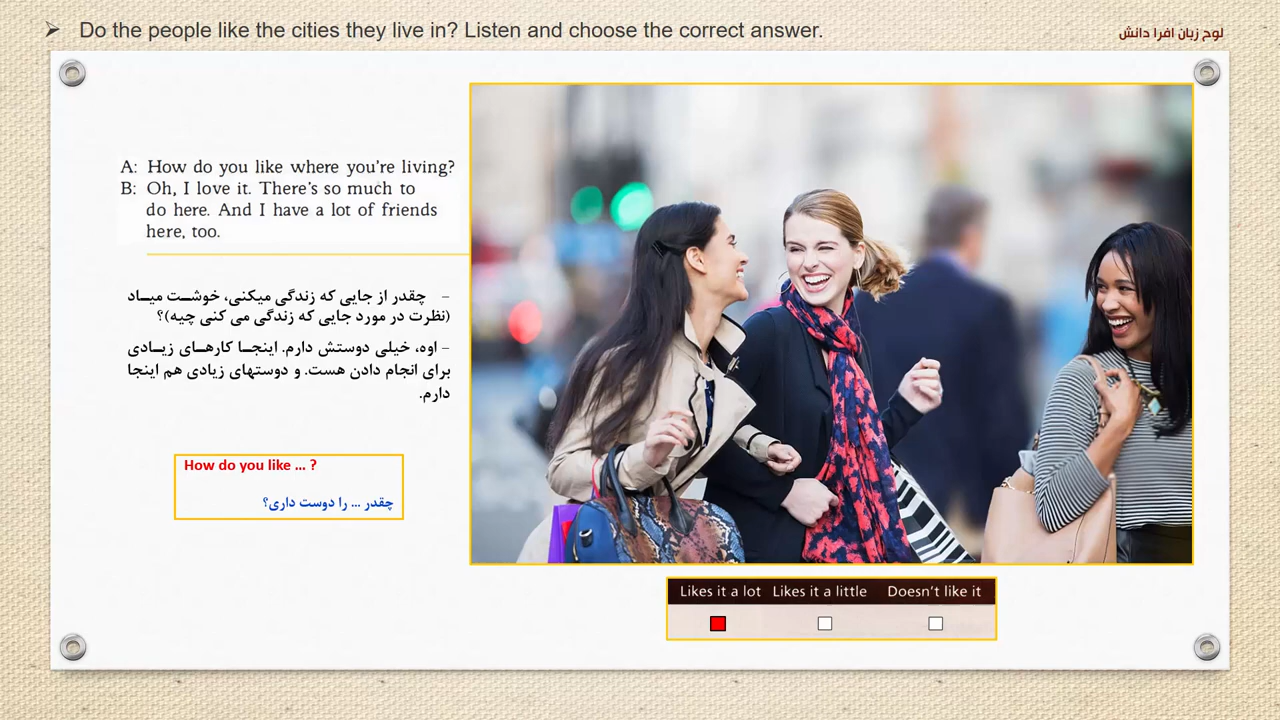 ➢ Do the people like the cities they live in? Listen and choose the correct answer.
لوح زبان افرا دانش
A: How do you like where you're living?
B: Oh, I love it. There's so much to
do here. And I have a lot of friends
here, too.
- چقدر از جایی که زندگی میکنی، خوشت میاد
(نظرت در مورد جایی که زندگی می کنی چیه)؟
- اوه، خیلی دوستش دارم. اینجا کارهای زیادی
برای انجام دادن هست. و دوستهای زیادی هم اینجا
دارم.
How do you like ... ?
چقدر ... را دوست داری؟
Likes it a lot Likes it a little Doesn't like it